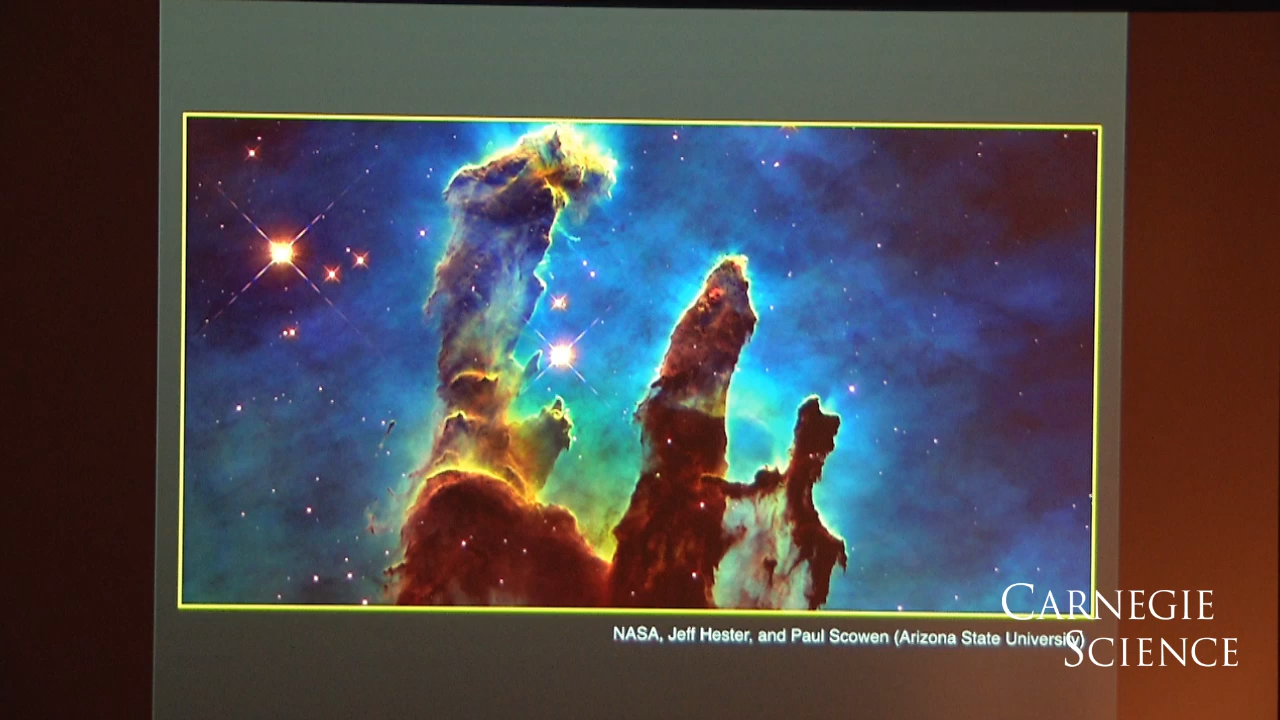 NASA, Jeff Hester, and Paul Scowen (Arizona State University)
CARNEGIE
SCIENCE